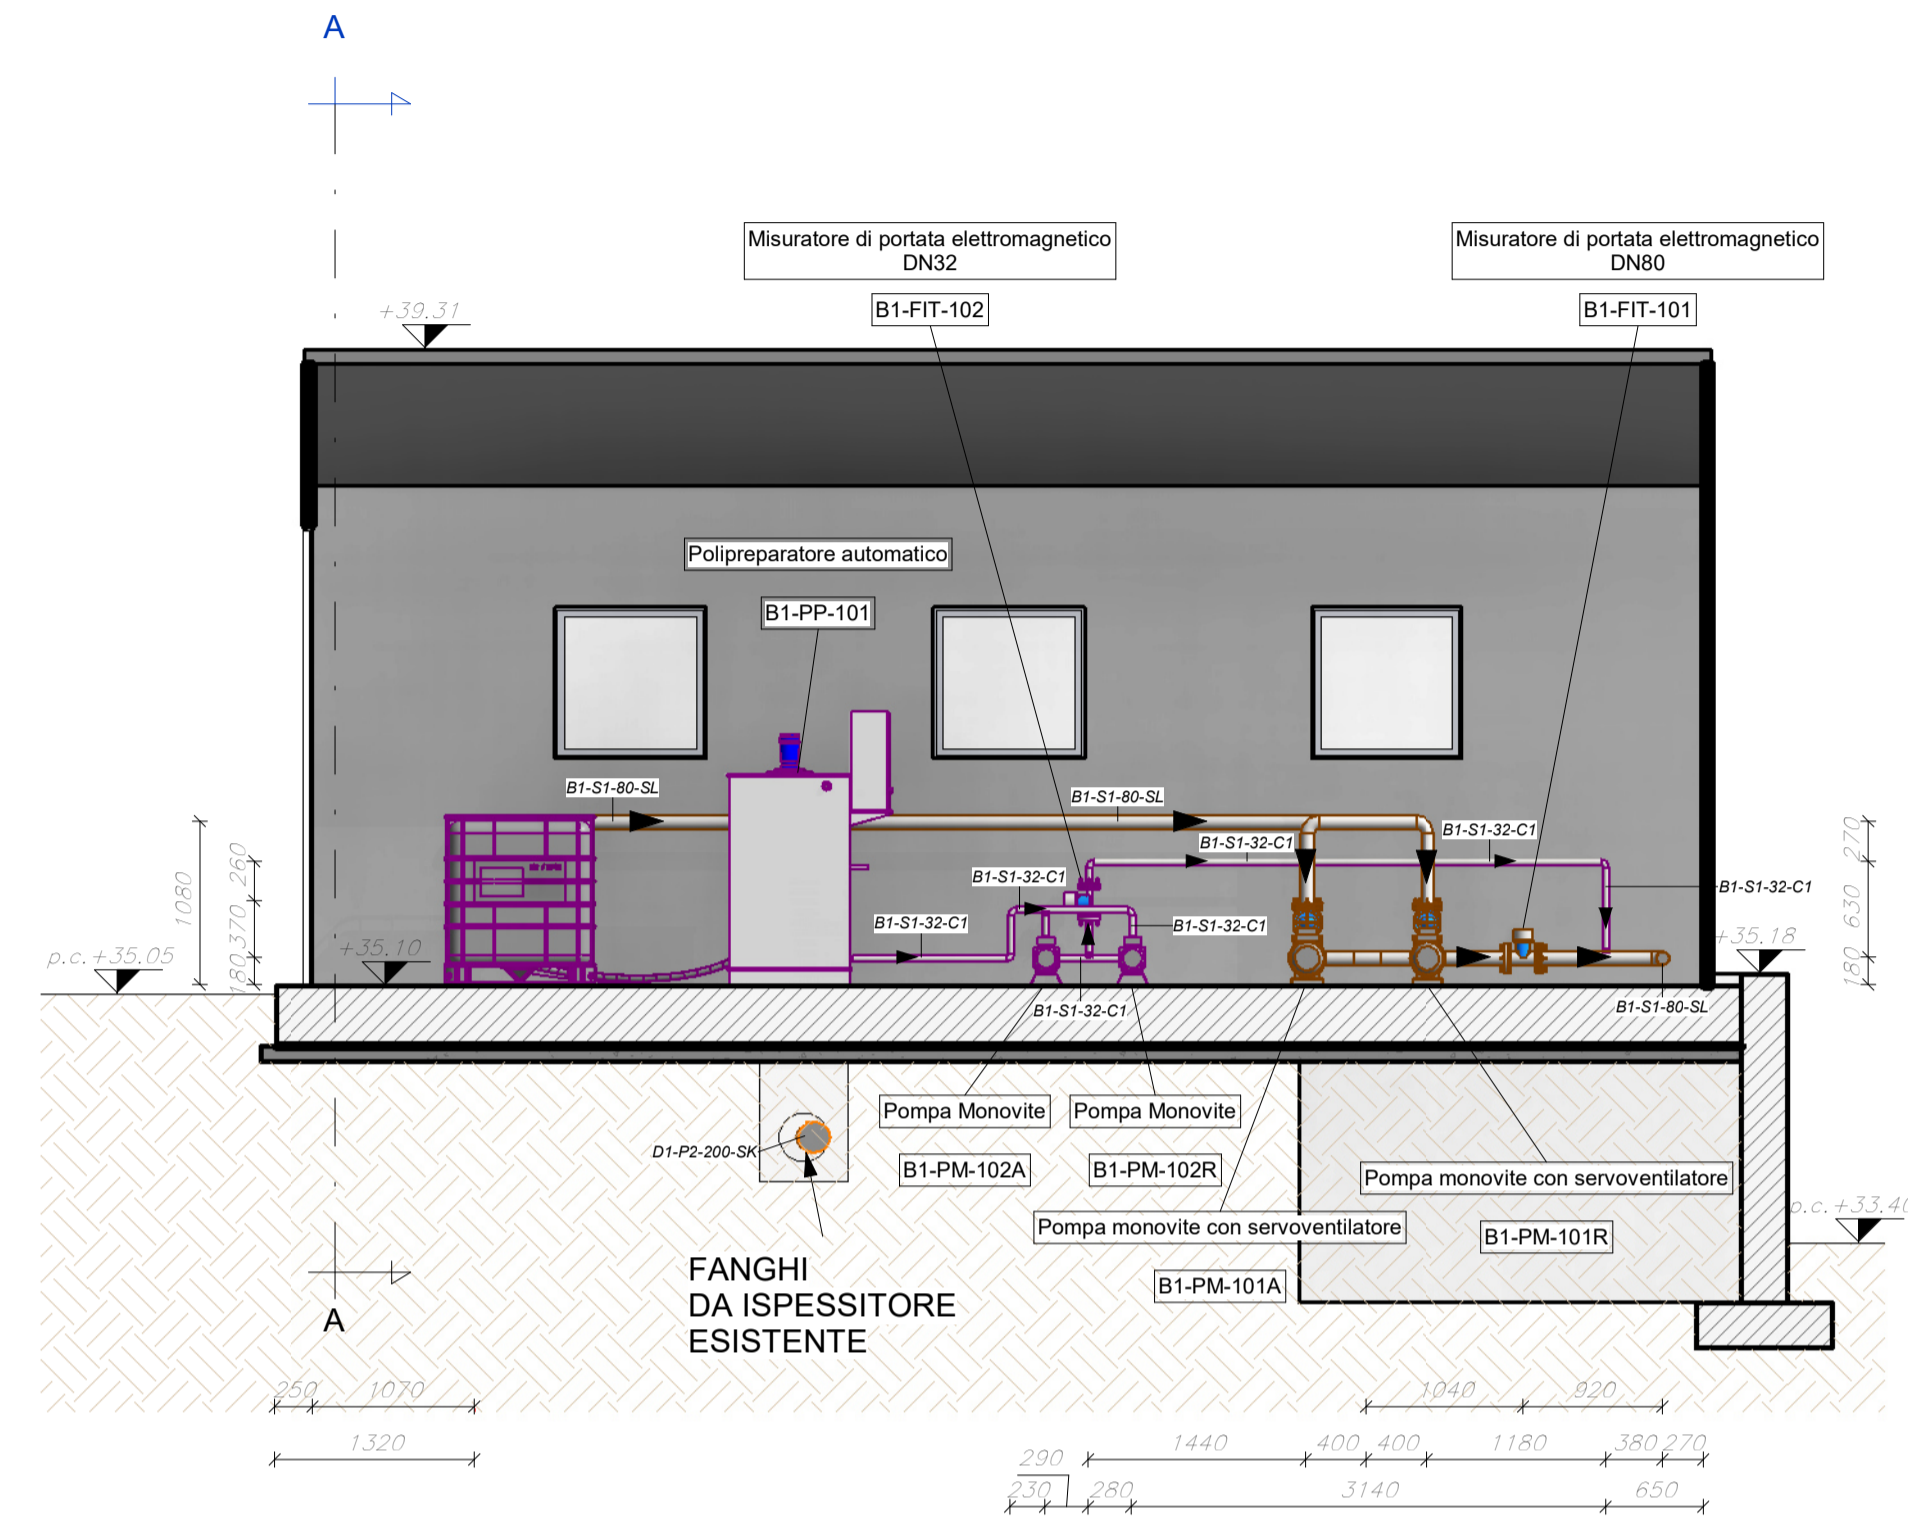 A
Misuratore di portata elettromagnetico
DN32
Misuratore di portata elettromagnetico
DN80
B1-FIT-102
B1-FIT-101
+39.31
Polipreparatore automatico
B1-PP-101
B1-S1-80-SL
B1-S1-80-SL
B1-S1-32-C1
B1-S1-32-C1
B1-S1-32-C1
B1-S1-32-C1
B1-S1-32-C1
B1-S1-32-C1
1080
260
370
180
270
630
180
p.c.+35.05
+35.10
+35.18
B1-S1-32-C1
B1-S1-80-SL
Pompa Monovite
Pompa Monovite
D1-P2-200-SK
B1-PM-102A
B1-PM-102R
Pompa monovite con servoventilatore
p.c.+33.40
Pompa monovite con servoventilatore
B1-PM-101R
B1-PM-101A
FANGHI
DA ISPESSITORE
ESISTENTE
A
250
1070
1040
920
1320
1440
400
400
1180
380
270
290
230
280
3140
650